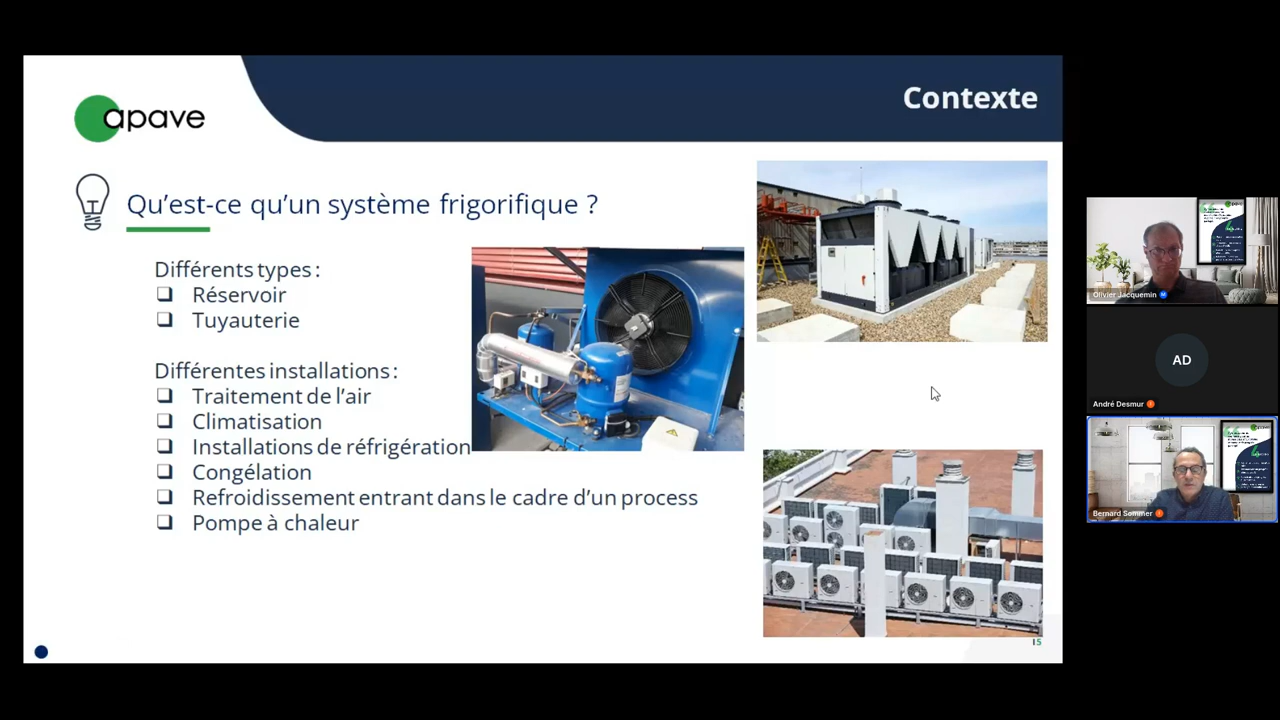 apave
Contexte
Qu'est-ce qu'un système frigorifique ?
Différents types :
❑ Réservoir
❑ Tuyauterie
Différentes installations :
❑ Traitement de l'air
❑ Climatisation
❑ Installations de réfrigération
❑ Congélation
❑ Refroidissement entrant dans le cadre d'un process
❑ Pompe à chaleur
I 5
Olivier Jacquemin
AD
André Desmur
Bernard Sommer